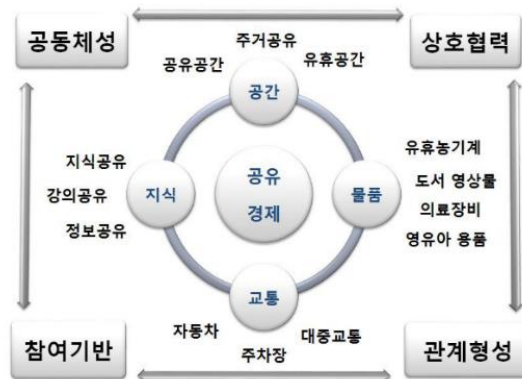 공동체성
상호협력
주거공유
공유공간
유휴공간
공간
지식공유
강의공유
정보공유
지식
공유
경제
물품
유휴농기계
도서 영상물
의료장비
영유아 용품
교통
자동차
대중교통
주차장
참여기반
관계형성